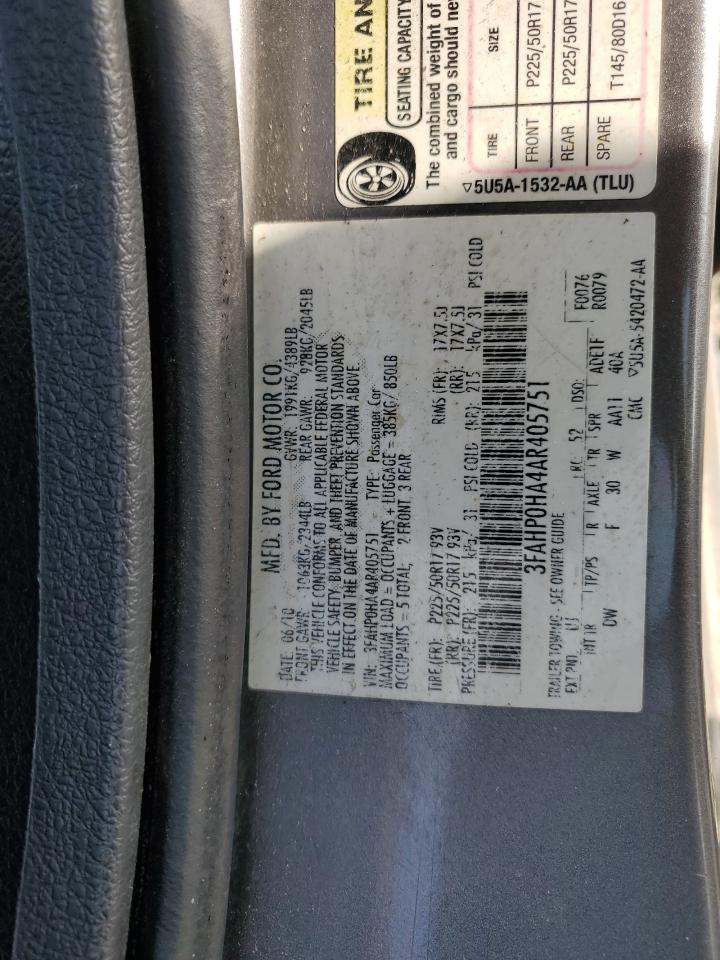 TIRE AN
SEATING CAPACITY
The combined weight of
and cargo should nev
TIRE SIZE
FRONT P225/50R17
REAR P225/50R17
SPARE T145/80D16
5U5A-1532-AA (TLU)
MFD. BY FORD MOTOR CO.
DATE: 06/10 GVWR: 1991KG/4389LB
FRONT GAWR: 1063KG/2344LB REAR GAWR: 928KG/2045LB
THIS VEHICLE CONFORMS TO ALL APPLICABLE FEDERAL MOTOR
VEHICLE SAFETY, BUMPER, AND THEFT PREVENTION STANDARDS
IN EFFECT ON THE DATE OF MANUFACTURE SHOWN ABOVE.
VIN: 3FAHP0HA4AR405751 TYPE: Passenger Car
MAXIMUM LOAD = OCCUPANTS + LUGGAGE = 385KG/ 850LB
OCCUPANTS = 5 TOTAL; 2 FRONT 3 REAR
TIRE(FR): P225/50R17 93V RIMS (FR): 17X7.5J
(RR): P225/50R17 93V (RR): 17X7.5J
PRESSURE (FR): 215 kPa/ 31 PSI COLD (RR): 215 kPa/ 31 PSI COLD
3FAHP0HA4AR405751
TRAILER TOWING- SEE OWNER GUIDE
F0076
EXT PNT: UJ RC: 52 DSO: R0079
INT TR TP/PS R AXLE TR SPR ADE1F
DW F 30 W AA11 40A
CMC 5U5A-5420472-AA